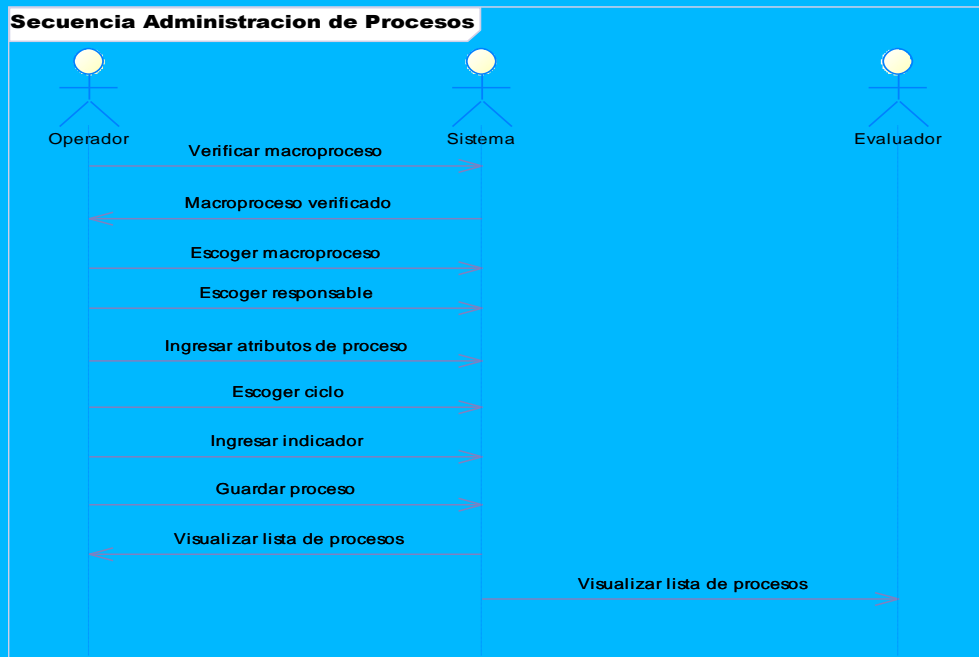 Secuencia Administracion de Procesos
Operador
Sistema
Evaluador
Verificar macroproceso
Macroproceso verificado
Escoger macroproceso
Escoger responsable
Ingresar atributos de proceso
Escoger ciclo
Ingresar indicador
Guardar proceso
Visualizar lista de procesos
Visualizar lista de procesos